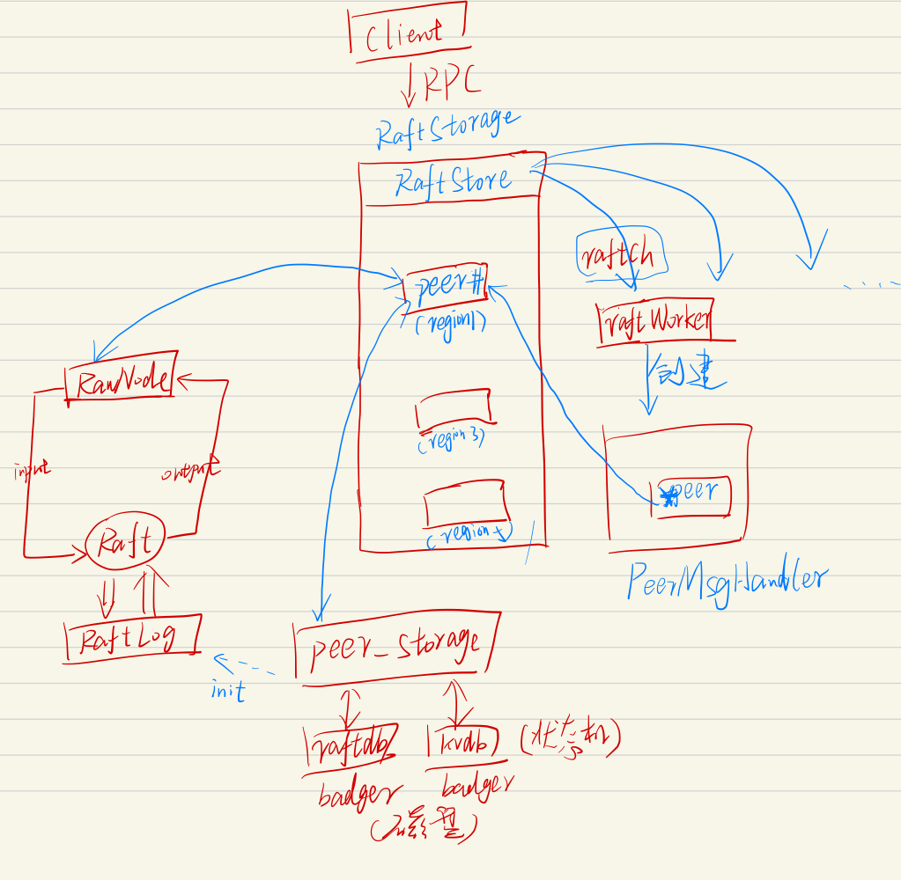 Client
RPC
RaftStorage
RaftStore
raftCh
peer#
(region1)
raftWorker
创建
RawNode
(region3)
input
output
peer
(region5)
Raft
PeerMsgHandler
RaftLog
peer_storage
init
raftdb
kvdb
(状态机)
badger
badger
(磁盘)